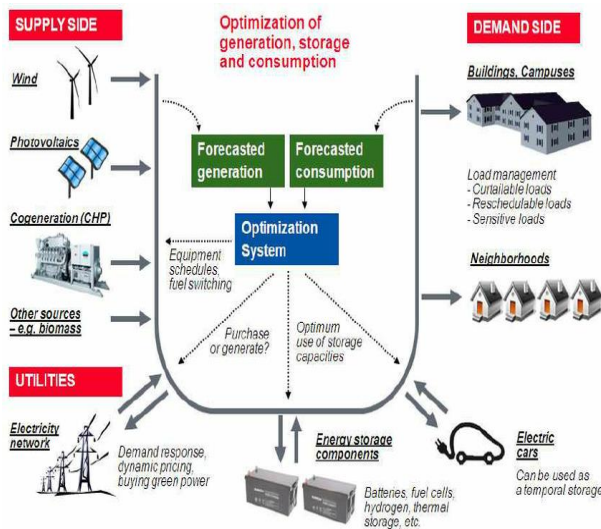 SUPPLY SIDE
Optimization of
generation, storage
and consumption
DEMAND SIDE
Wind
Photovoltaics
Cogeneration (CHP)
Other sources
– e.g. biomass
Forecasted
generation
Forecasted
consumption
Optimization
System
Equipment
schedules,
fuel switching
Purchase
or generate?
Optimum
use of storage
capacities
Buildings, Campuses
Load management
- Curtailable loads
- Reschedulable loads
- Sensitive loads
Neighborhoods
UTILITIES
Electricity
network
Demand response,
dynamic pricing,
buying green power
Energy storage
components
Batteries, fuel cells,
hydrogen, thermal
storage, etc.
Electric
cars
Can be used as
a temporal storage